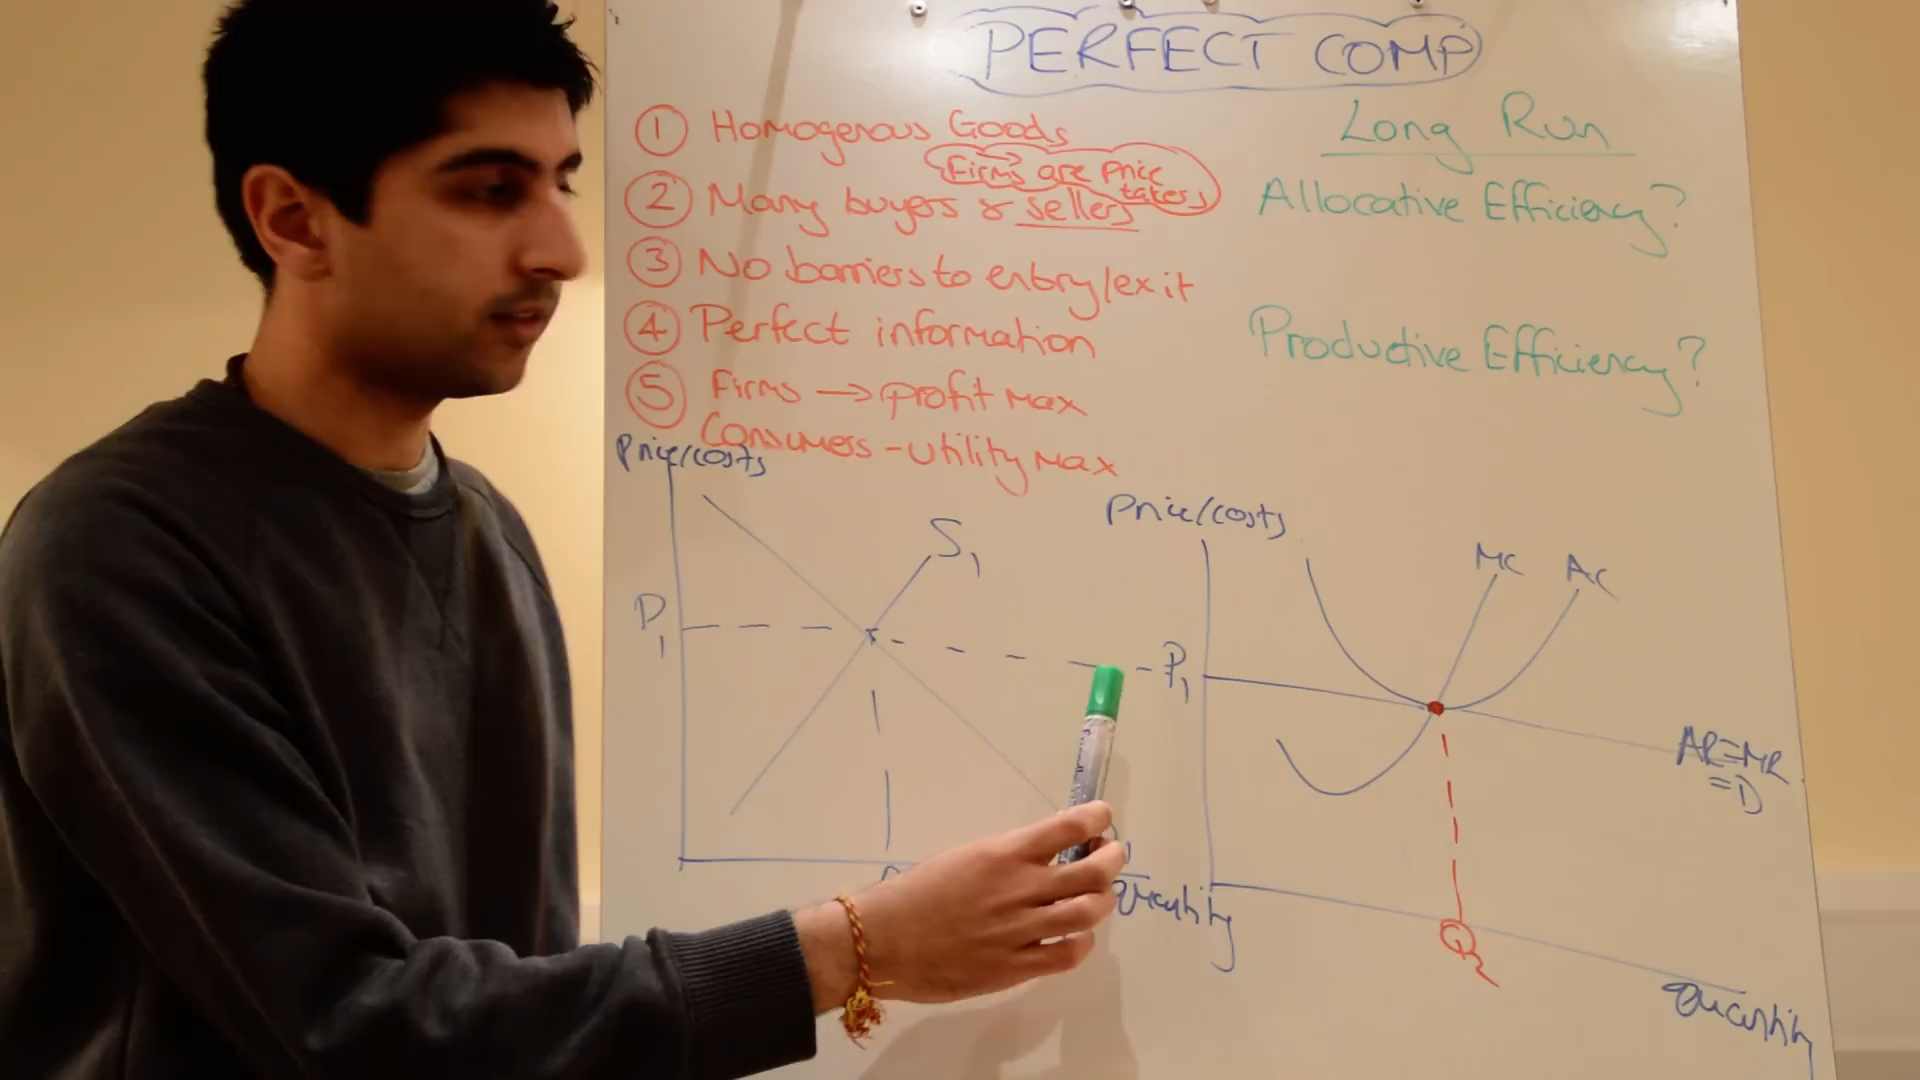 PERFECT COMP
① Homogenous Goods
Firms are price
takers
② Many buyers & sellers
③ No barriers to entry/exit
④ Perfect information
⑤ Firms → profit max
Consumers - utility max
Long Run
Allocative Efficiency?
Productive Efficiency?
Price/costs
S1
P1
Price/costs
MC
AC
P1
AR=MR
=D
Quantity
Q2
Quantity